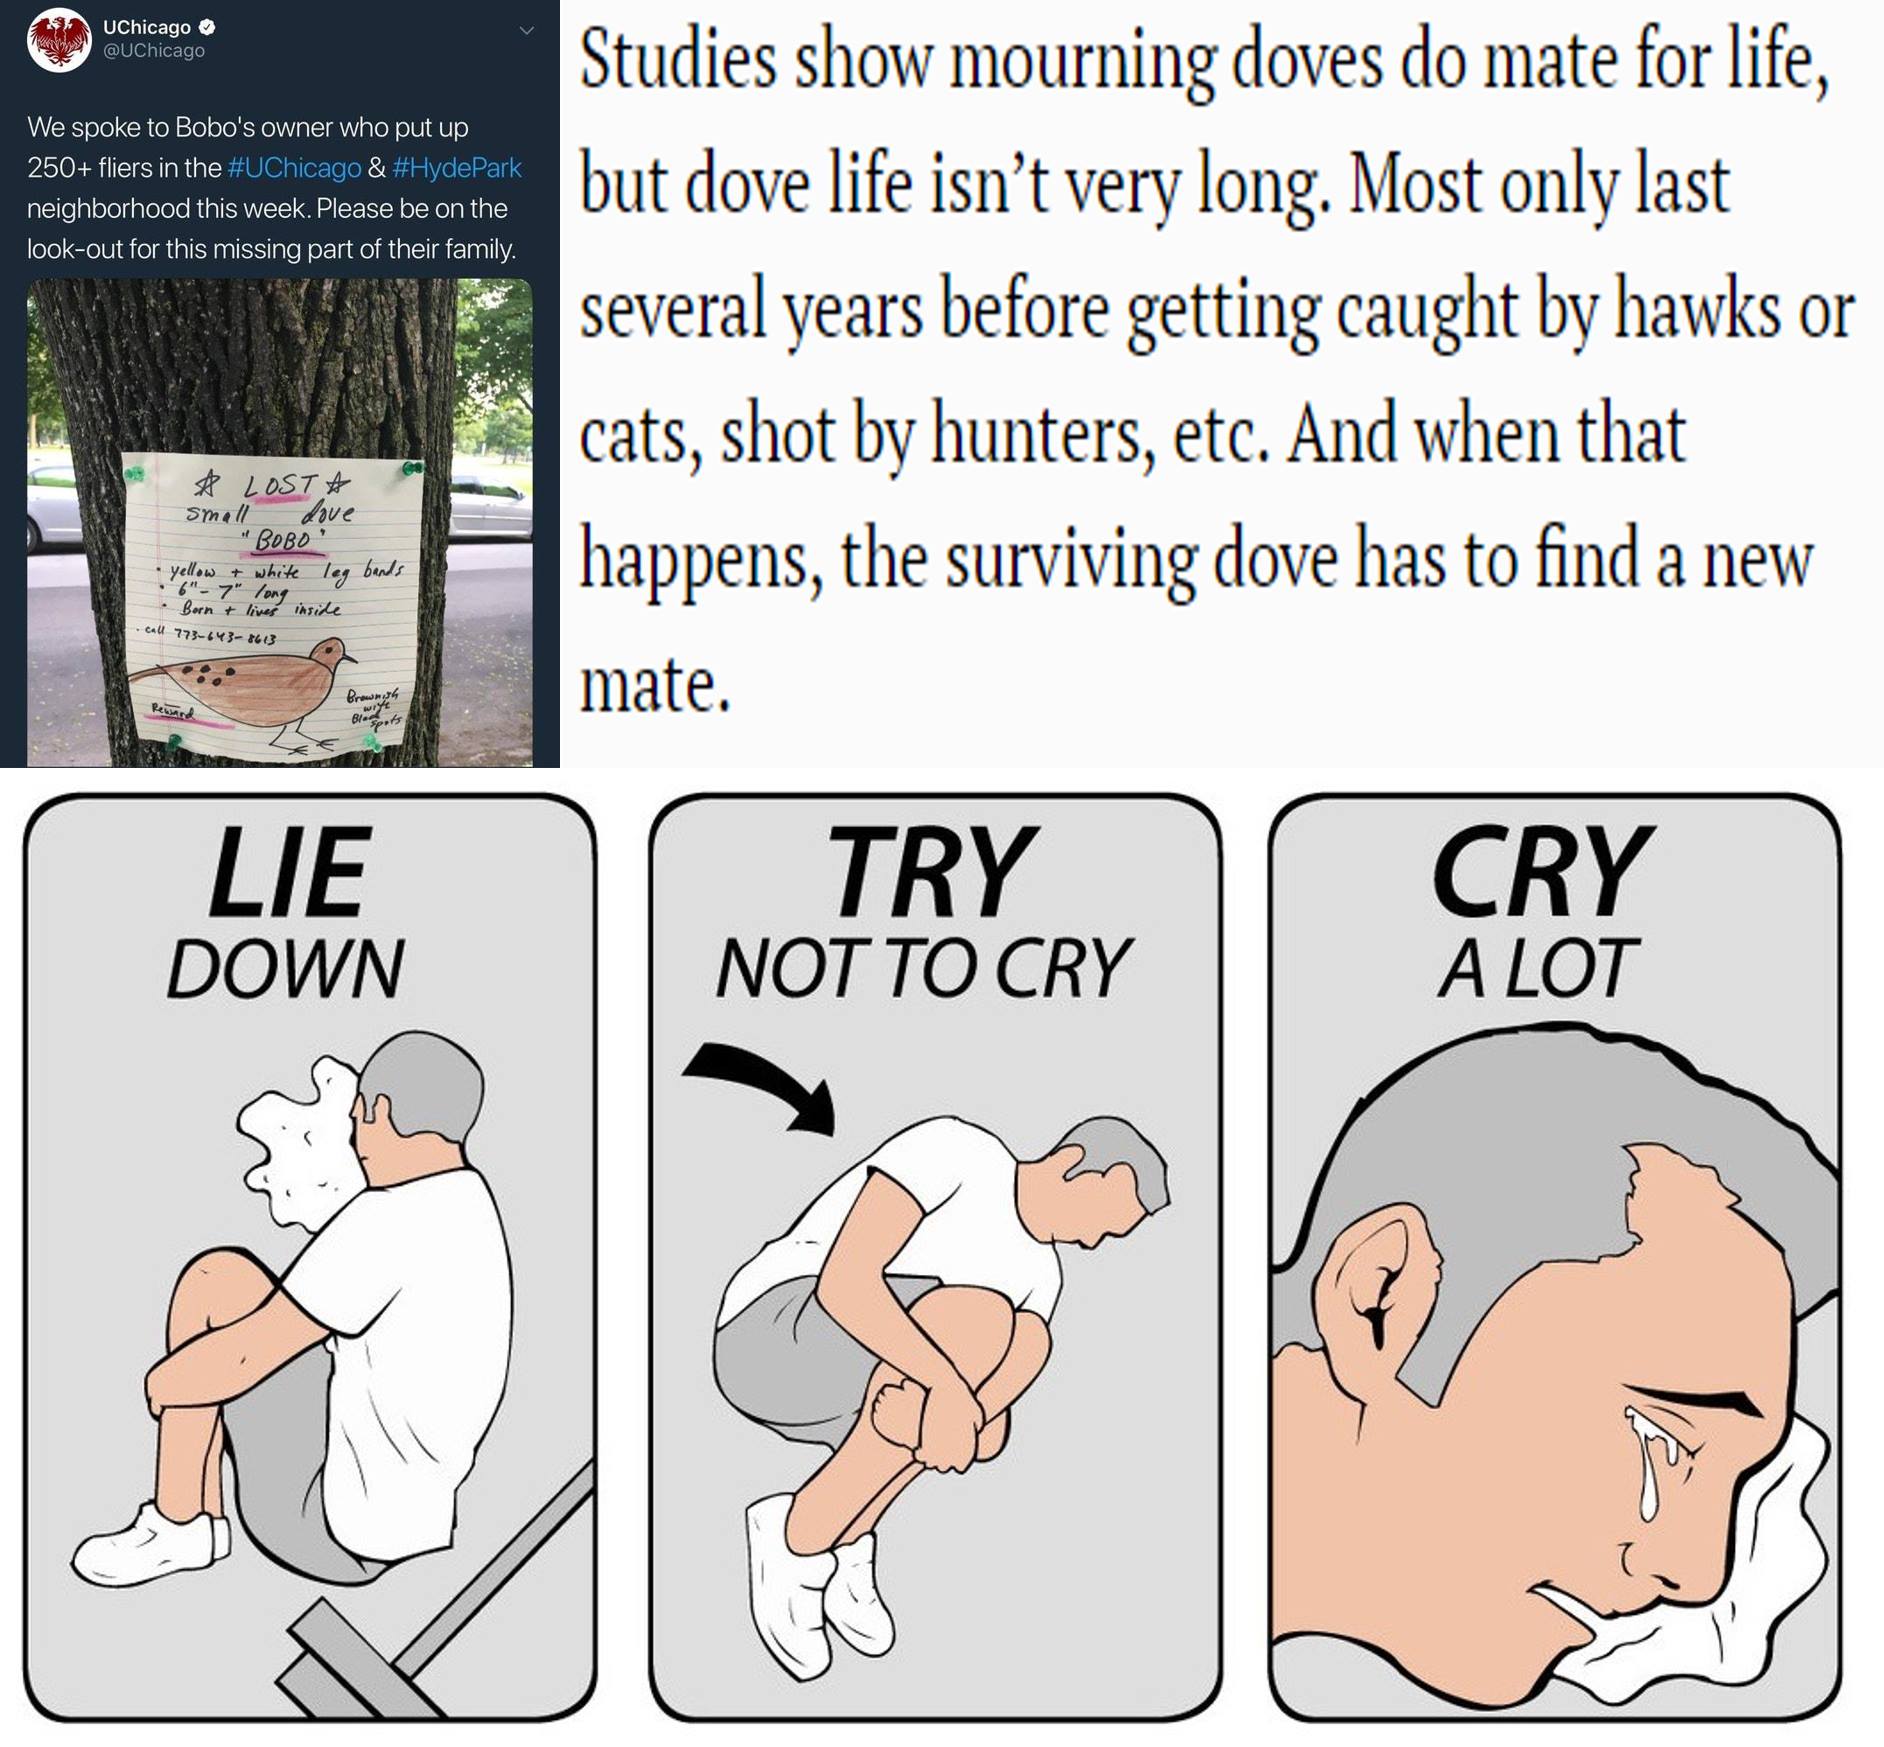 UChicago
@UChicago
We spoke to Bobo's owner who put up
250+ fliers in the #UChicago & #HydePark
neighborhood this week. Please be on the
look-out for this missing part of their family.
LOST
small dove
"BOBO"
· yellow + white leg bands
· 6" - 7" long
· Born + lives inside
· call 773-643-8613
Reward
Brownish
with
Black
spots
Studies show mourning doves do mate for life,
but dove life isn’t very long. Most only last
several years before getting caught by hawks or
cats, shot by hunters, etc. And when that
happens, the surviving dove has to find a new
mate.
LIE
DOWN
TRY
NOT TO CRY
CRY
A LOT